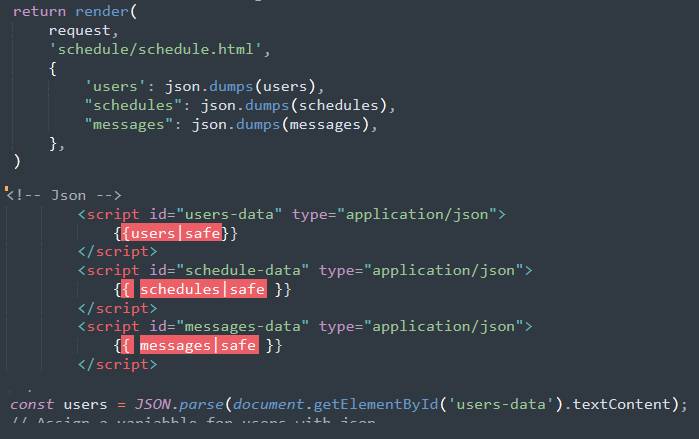 return render(
request,
'schedule/schedule.html',
{
'users': json.dumps(users),
"schedules": json.dumps(schedules),
"messages": json.dumps(messages),
},
)
<!-- Json -->
<script id="users-data" type="application/json">
{{users|safe}}
</script>
<script id="schedule-data" type="application/json">
{{ schedules|safe }}
</script>
<script id="messages-data" type="application/json">
{{ messages|safe }}
</script>
const users = JSON.parse(document.getElementById('users-data').textContent);